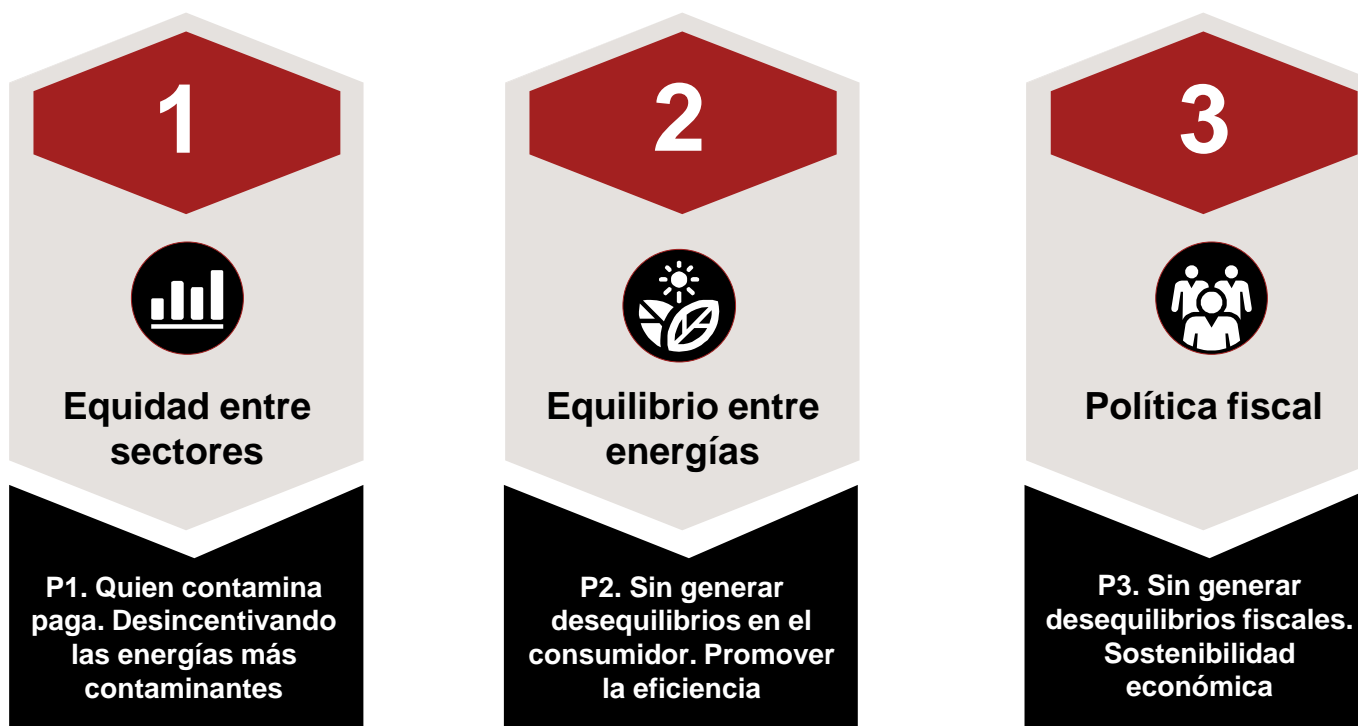 1
Equidad entre
sectores
P1. Quien contamina
paga. Desincentivando
las energías más
contaminantes
2
Equilibrio entre
energías
P2. Sin generar
desequilibrios en el
consumidor. Promover
la eficiencia
3
Política fiscal
P3. Sin generar
desequilibrios fiscales.
Sostenibilidad
económica